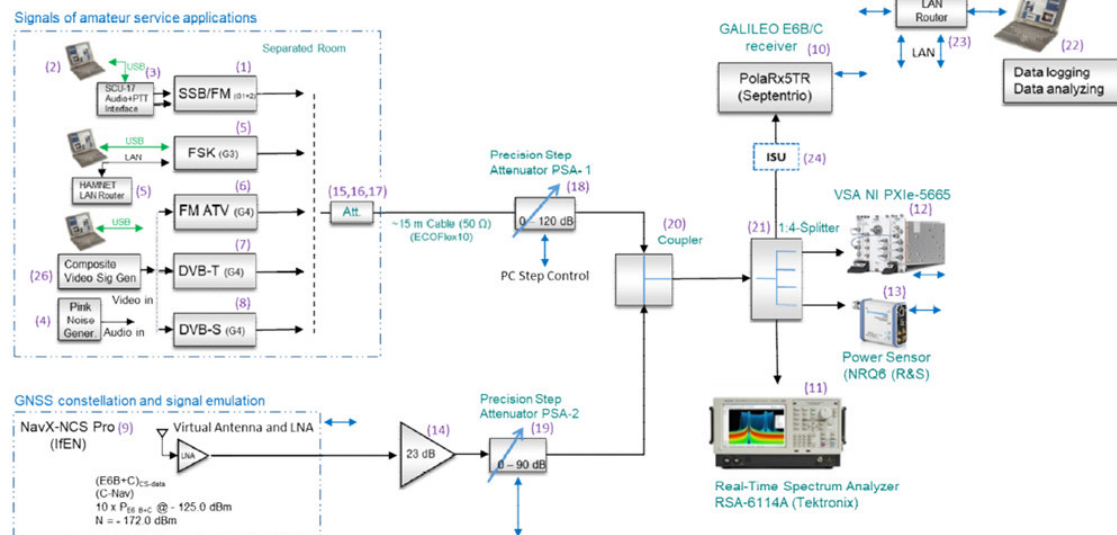 Signals of amateur service applications
Separated Room
(2)
USB
(3)
SCU-17
Audio+PTT
Interface
(1)
SSB/FM (G1+2)
USB
LAN
(5)
FSK (G3)
HAMNET
LAN Router
(5)
USB
(6)
FM ATV (G4)
(7)
DVB-T (G4)
(26)
Composite
Video Sig Gen
Video in
(4)
Pink
Noise
Gener.
Audio in
(8)
DVB-S (G4)
(15,16,17)
Att.
~15 m Cable (50 Ω)
(ECOFlex10)
Precision Step
Attenuator PSA- 1
(18)
0 – 120 dB
PC Step Control
(20)
Coupler
(21)
1:4-Splitter
GALILEO E6B/C
receiver
(10)
PolaRx5TR
(Septentrio)
ISU
(24)
LAN
Router
(23)
LAN
(22)
Data logging
Data analyzing
VSA NI PXIe-5665
(12)
(13)
Power Sensor
(NRQ6 (R&S)
(11)
Real-Time Spectrum Analyzer
RSA-6114A (Tektronix)
GNSS constellation and signal emulation
NavX-NCS Pro (9)
(IfEN)
Virtual Antenna and LNA
LNA
(E6B+C)CS-data
(C-Nav)
10 x PE6 B+C @ - 125.0 dBm
N = - 172.0 dBm
(14)
23 dB
Precision Step
Attenuator PSA-2
(19)
0 – 90 dB